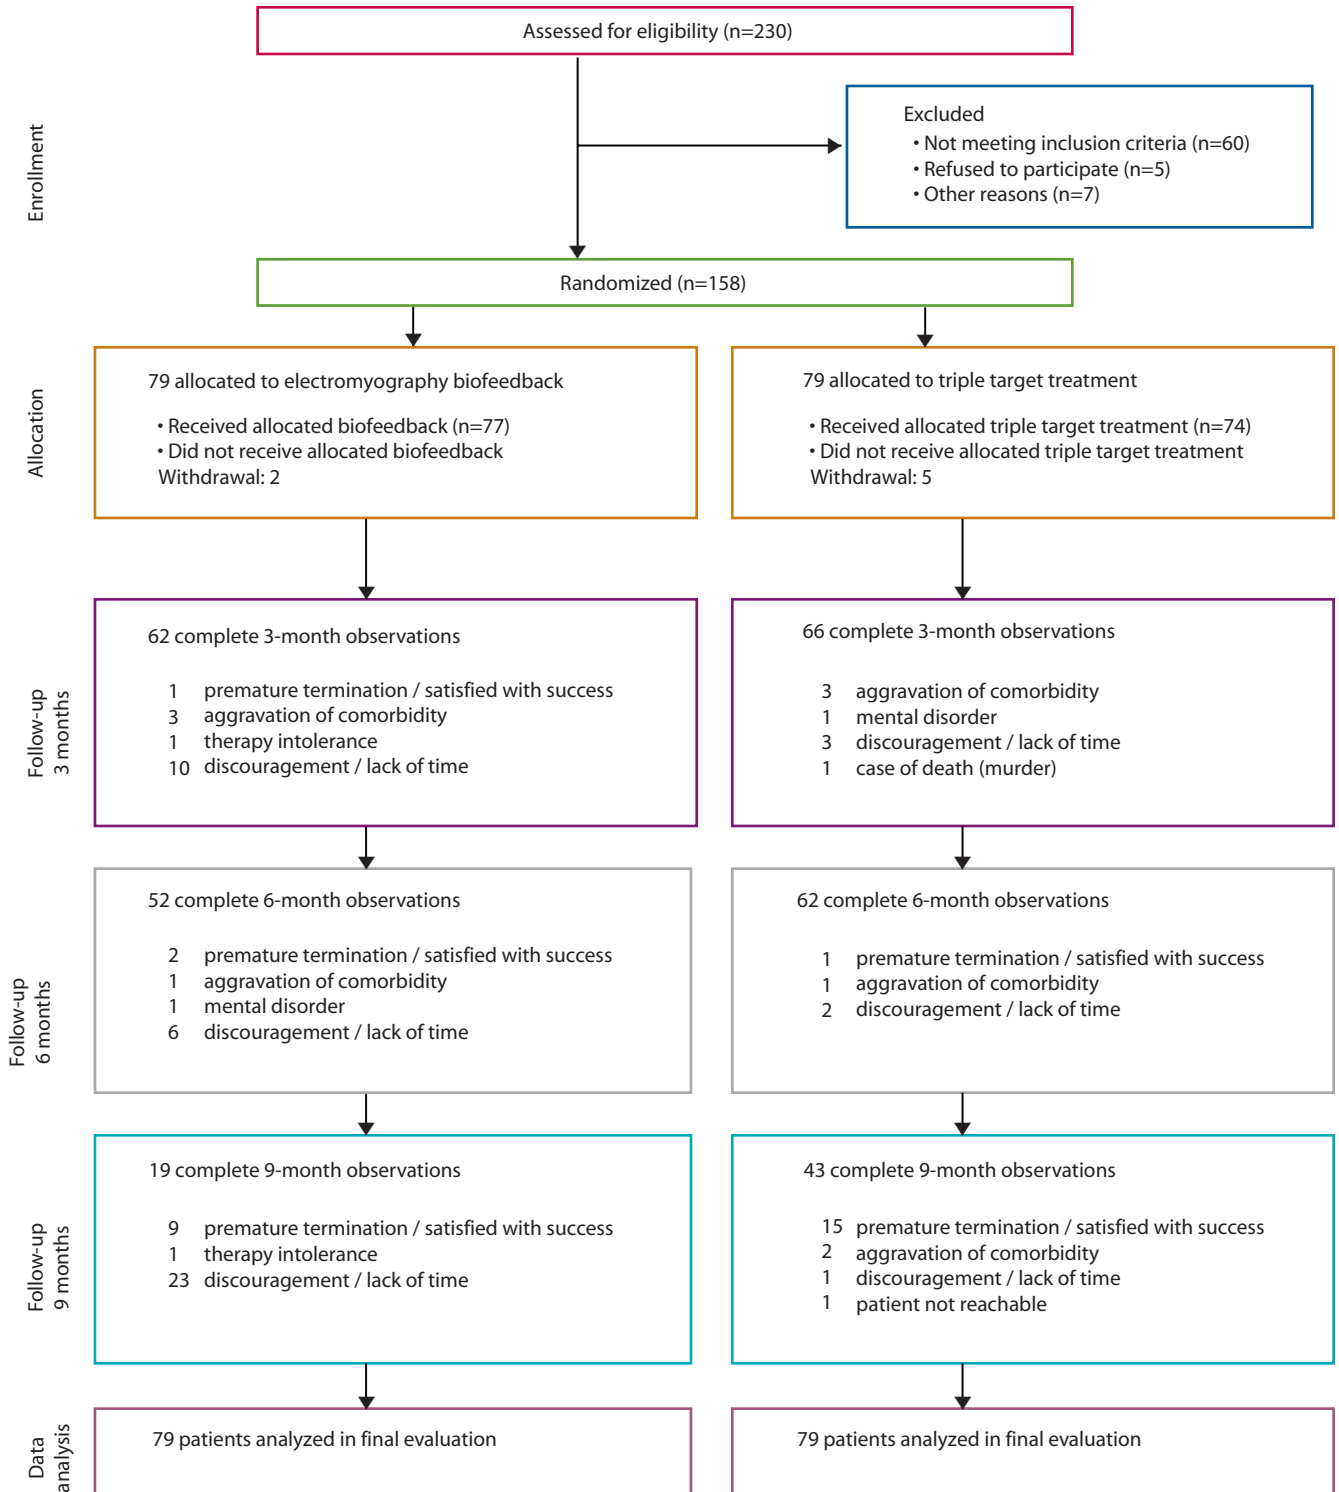 Assessed for eligibility (n=230)
Enrollment
Excluded
• Not meeting inclusion criteria (n=60)
• Refused to participate (n=5)
• Other reasons (n=7)
Randomized (n=158)
Allocation
79 allocated to electromyography biofeedback
• Received allocated biofeedback (n=77)
• Did not receive allocated biofeedback
Withdrawal: 2
79 allocated to triple target treatment
• Received allocated triple target treatment (n=74)
• Did not receive allocated triple target treatment
Withdrawal: 5
Follow-up
3 months
62 complete 3-month observations
1 premature termination / satisfied with success
3 aggravation of comorbidity
1 therapy intolerance
10 discouragement / lack of time
66 complete 3-month observations
3 aggravation of comorbidity
1 mental disorder
3 discouragement / lack of time
1 case of death (murder)
Follow-up
6 months
52 complete 6-month observations
2 premature termination / satisfied with success
1 aggravation of comorbidity
1 mental disorder
6 discouragement / lack of time
62 complete 6-month observations
1 premature termination / satisfied with success
1 aggravation of comorbidity
2 discouragement / lack of time
Follow-up
9 months
19 complete 9-month observations
9 premature termination / satisfied with success
1 therapy intolerance
23 discouragement / lack of time
43 complete 9-month observations
15 premature termination / satisfied with success
2 aggravation of comorbidity
1 discouragement / lack of time
1 patient not reachable
Data
analysis
79 patients analyzed in final evaluation
79 patients analyzed in final evaluation